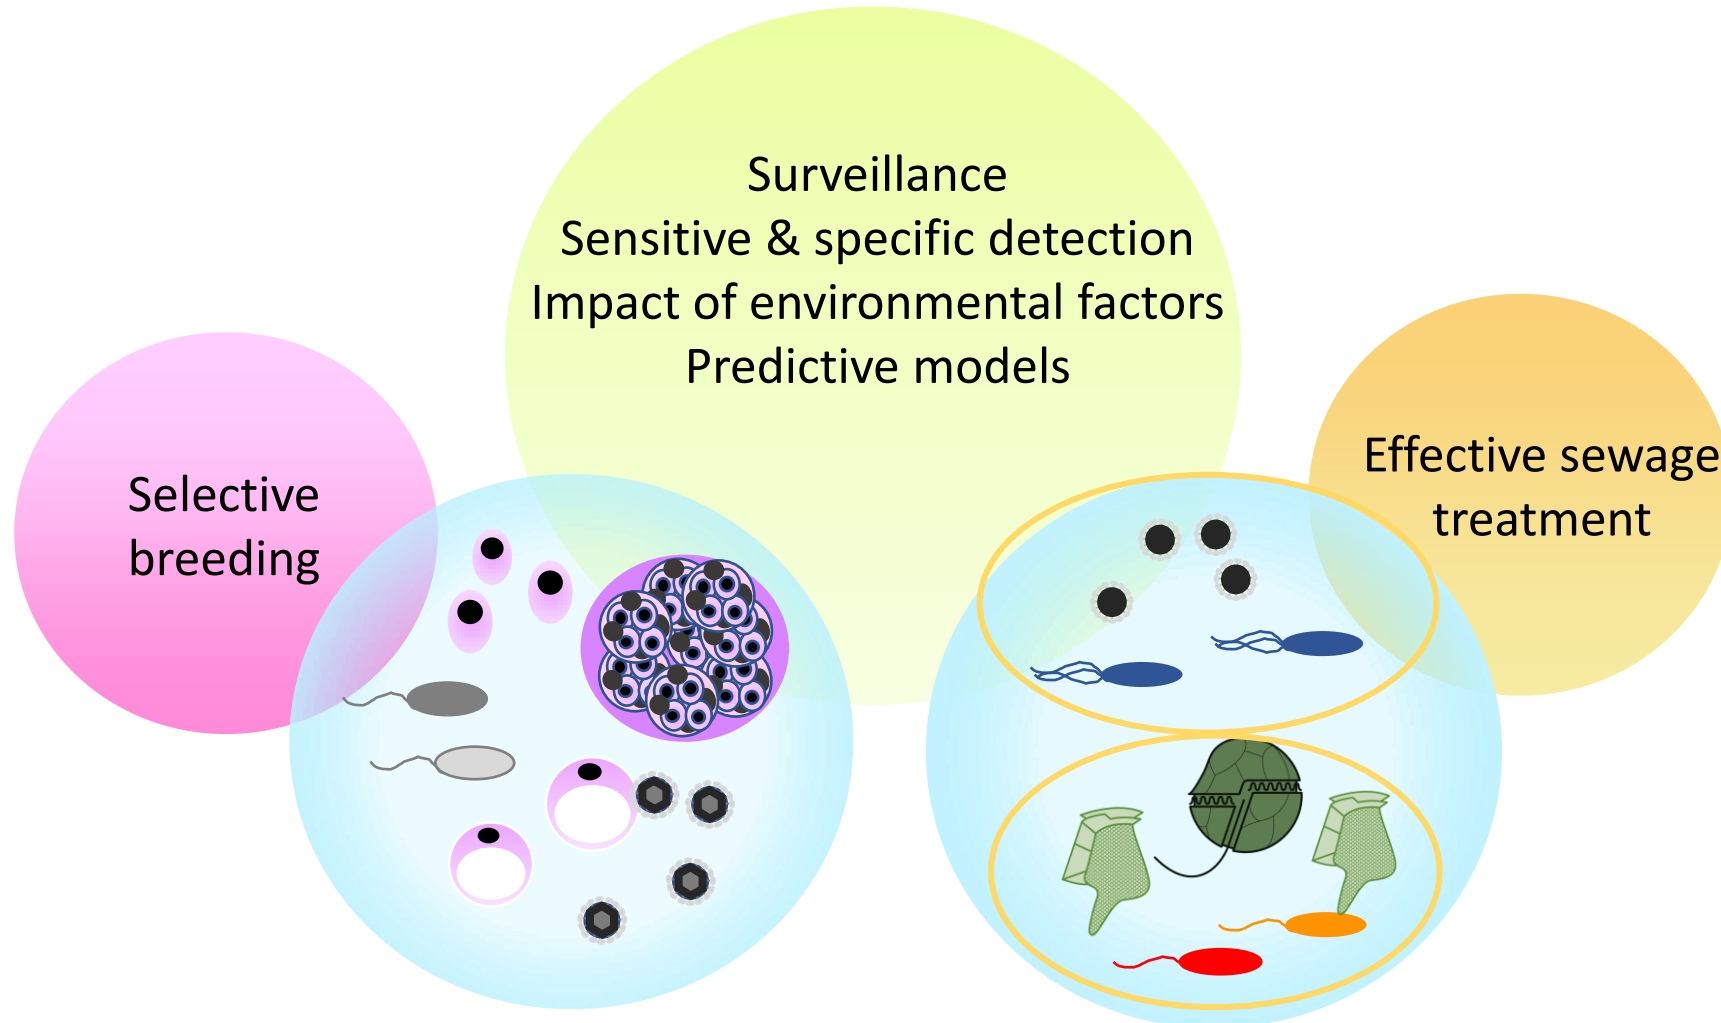 Surveillance
Sensitive & specific detection
Impact of environmental factors
Predictive models
Selective
breeding
Effective sewage
treatment